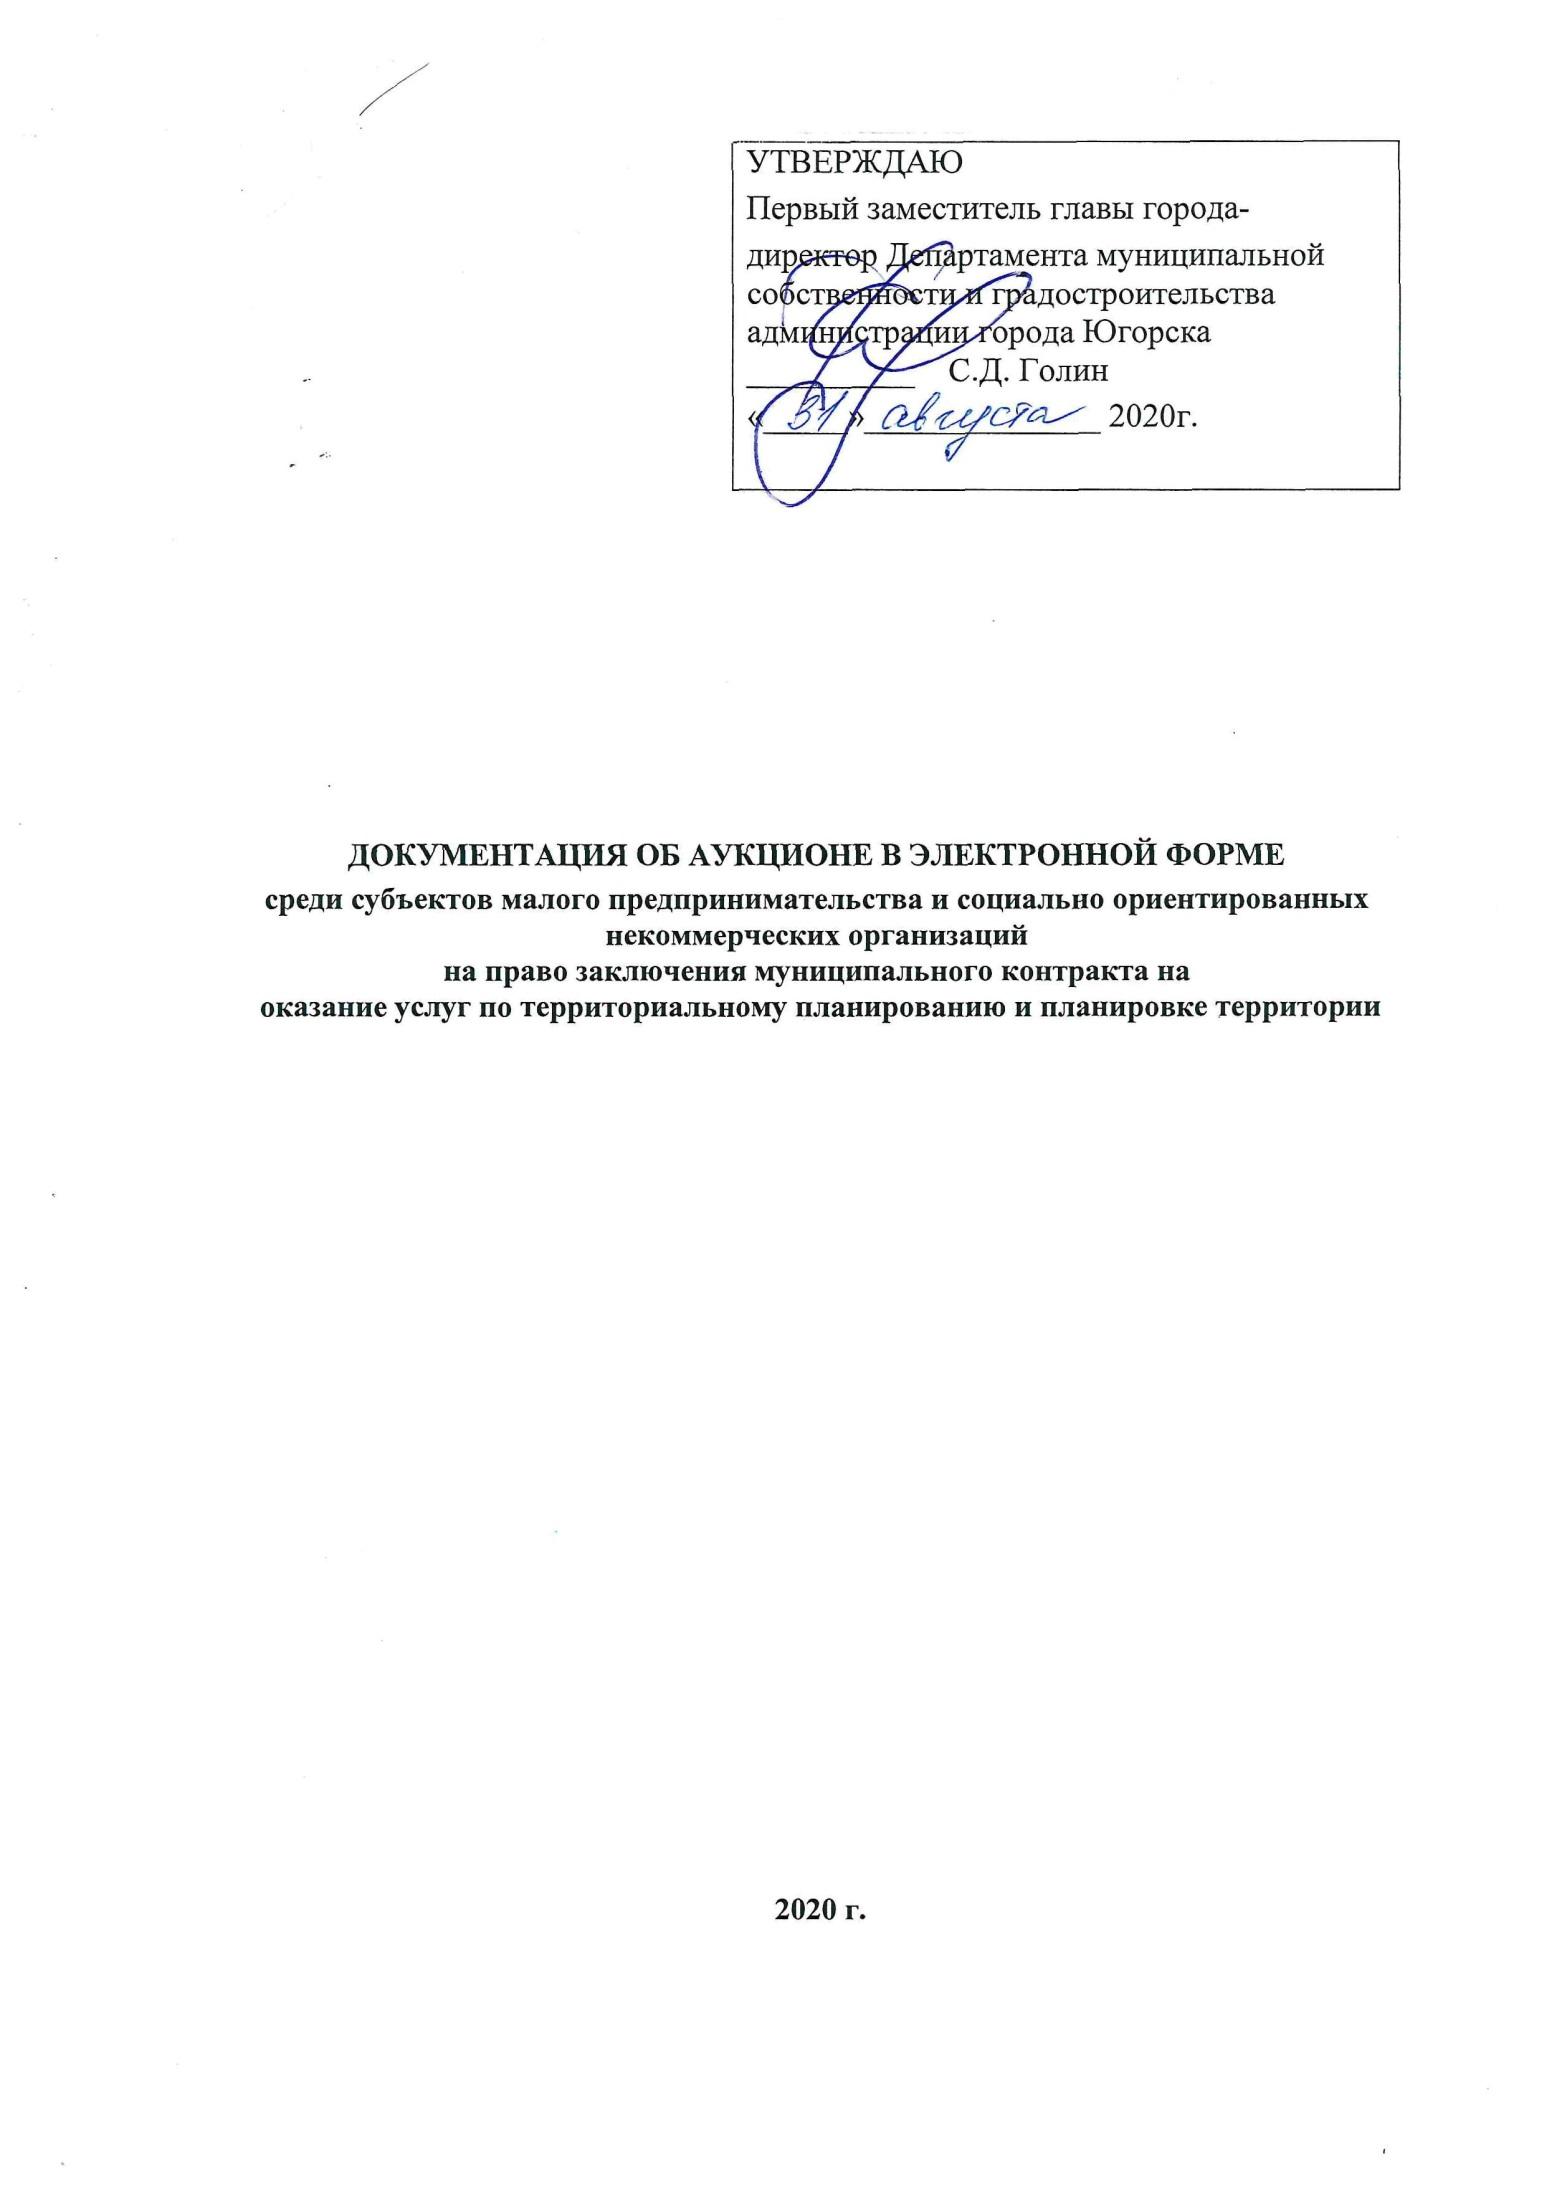 УТВЕРЖДАЮ
Первый заместитель главы города-
директор Департамента муниципальной
собственности и градостроительства
администрации города Югорска
__________ С.Д. Голин
«31» августа 2020г.
ДОКУМЕНТАЦИЯ ОБ АУКЦИОНЕ В ЭЛЕКТРОННОЙ ФОРМЕ
среди субъектов малого предпринимательства и социально ориентированных
некоммерческих организаций
на право заключения муниципального контракта на
оказание услуг по территориальному планированию и планировке территории
2020 г.